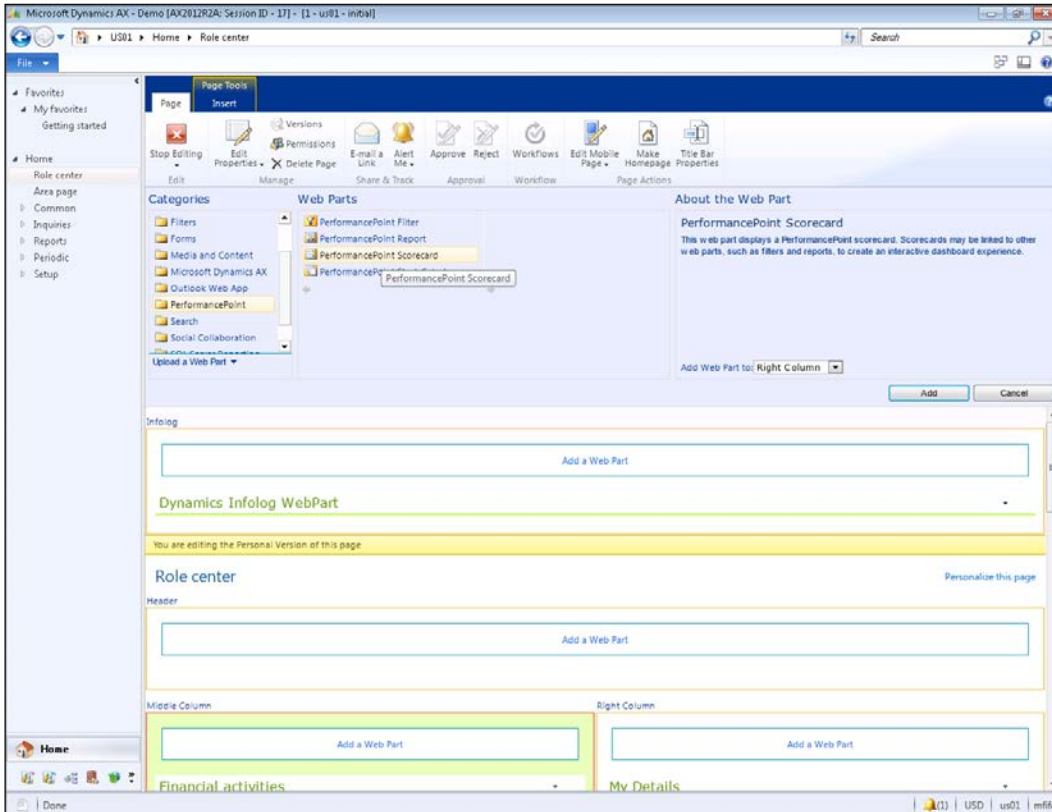 Microsoft Dynamics AX - Demo [AX2012R2A: Session ID - 17] - [1 - us01 - initial]
US01 Home Role center
Search
File
Favorites
My favorites
Getting started
Home
Role center
Area page
Common
Inquiries
Reports
Periodic
Setup
Page Tools
Page Insert
Stop Editing
Edit Properties
Versions
Permissions
Delete Page
E-mail a Link
Alert Me
Approve
Reject
Workflows
Edit Mobile Page
Make Homepage
Title Bar Properties
Edit Manage Share & Track Approval Workflow Page Actions
Categories
Filters
Forms
Media and Content
Microsoft Dynamics AX
Outlook Web App
PerformancePoint
Search
Social Collaboration
Upload a Web Part
Web Parts
PerformancePoint Filter
PerformancePoint Report
PerformancePoint Scorecard
PerformancePoint Scorecard
About the Web Part
PerformancePoint Scorecard
This web part displays a PerformancePoint scorecard. Scorecards may be linked to other
web parts, such as filters and reports, to create an interactive dashboard experience.
Add Web Part to: Right Column
Add Cancel
Infolog
Add a Web Part
Dynamics Infolog WebPart
You are editing the Personal Version of this page
Role center
Personalize this page
Header
Add a Web Part
Middle Column
Add a Web Part
Financial activities
Right Column
Add a Web Part
My Details
Home
Done
(1) USD us01